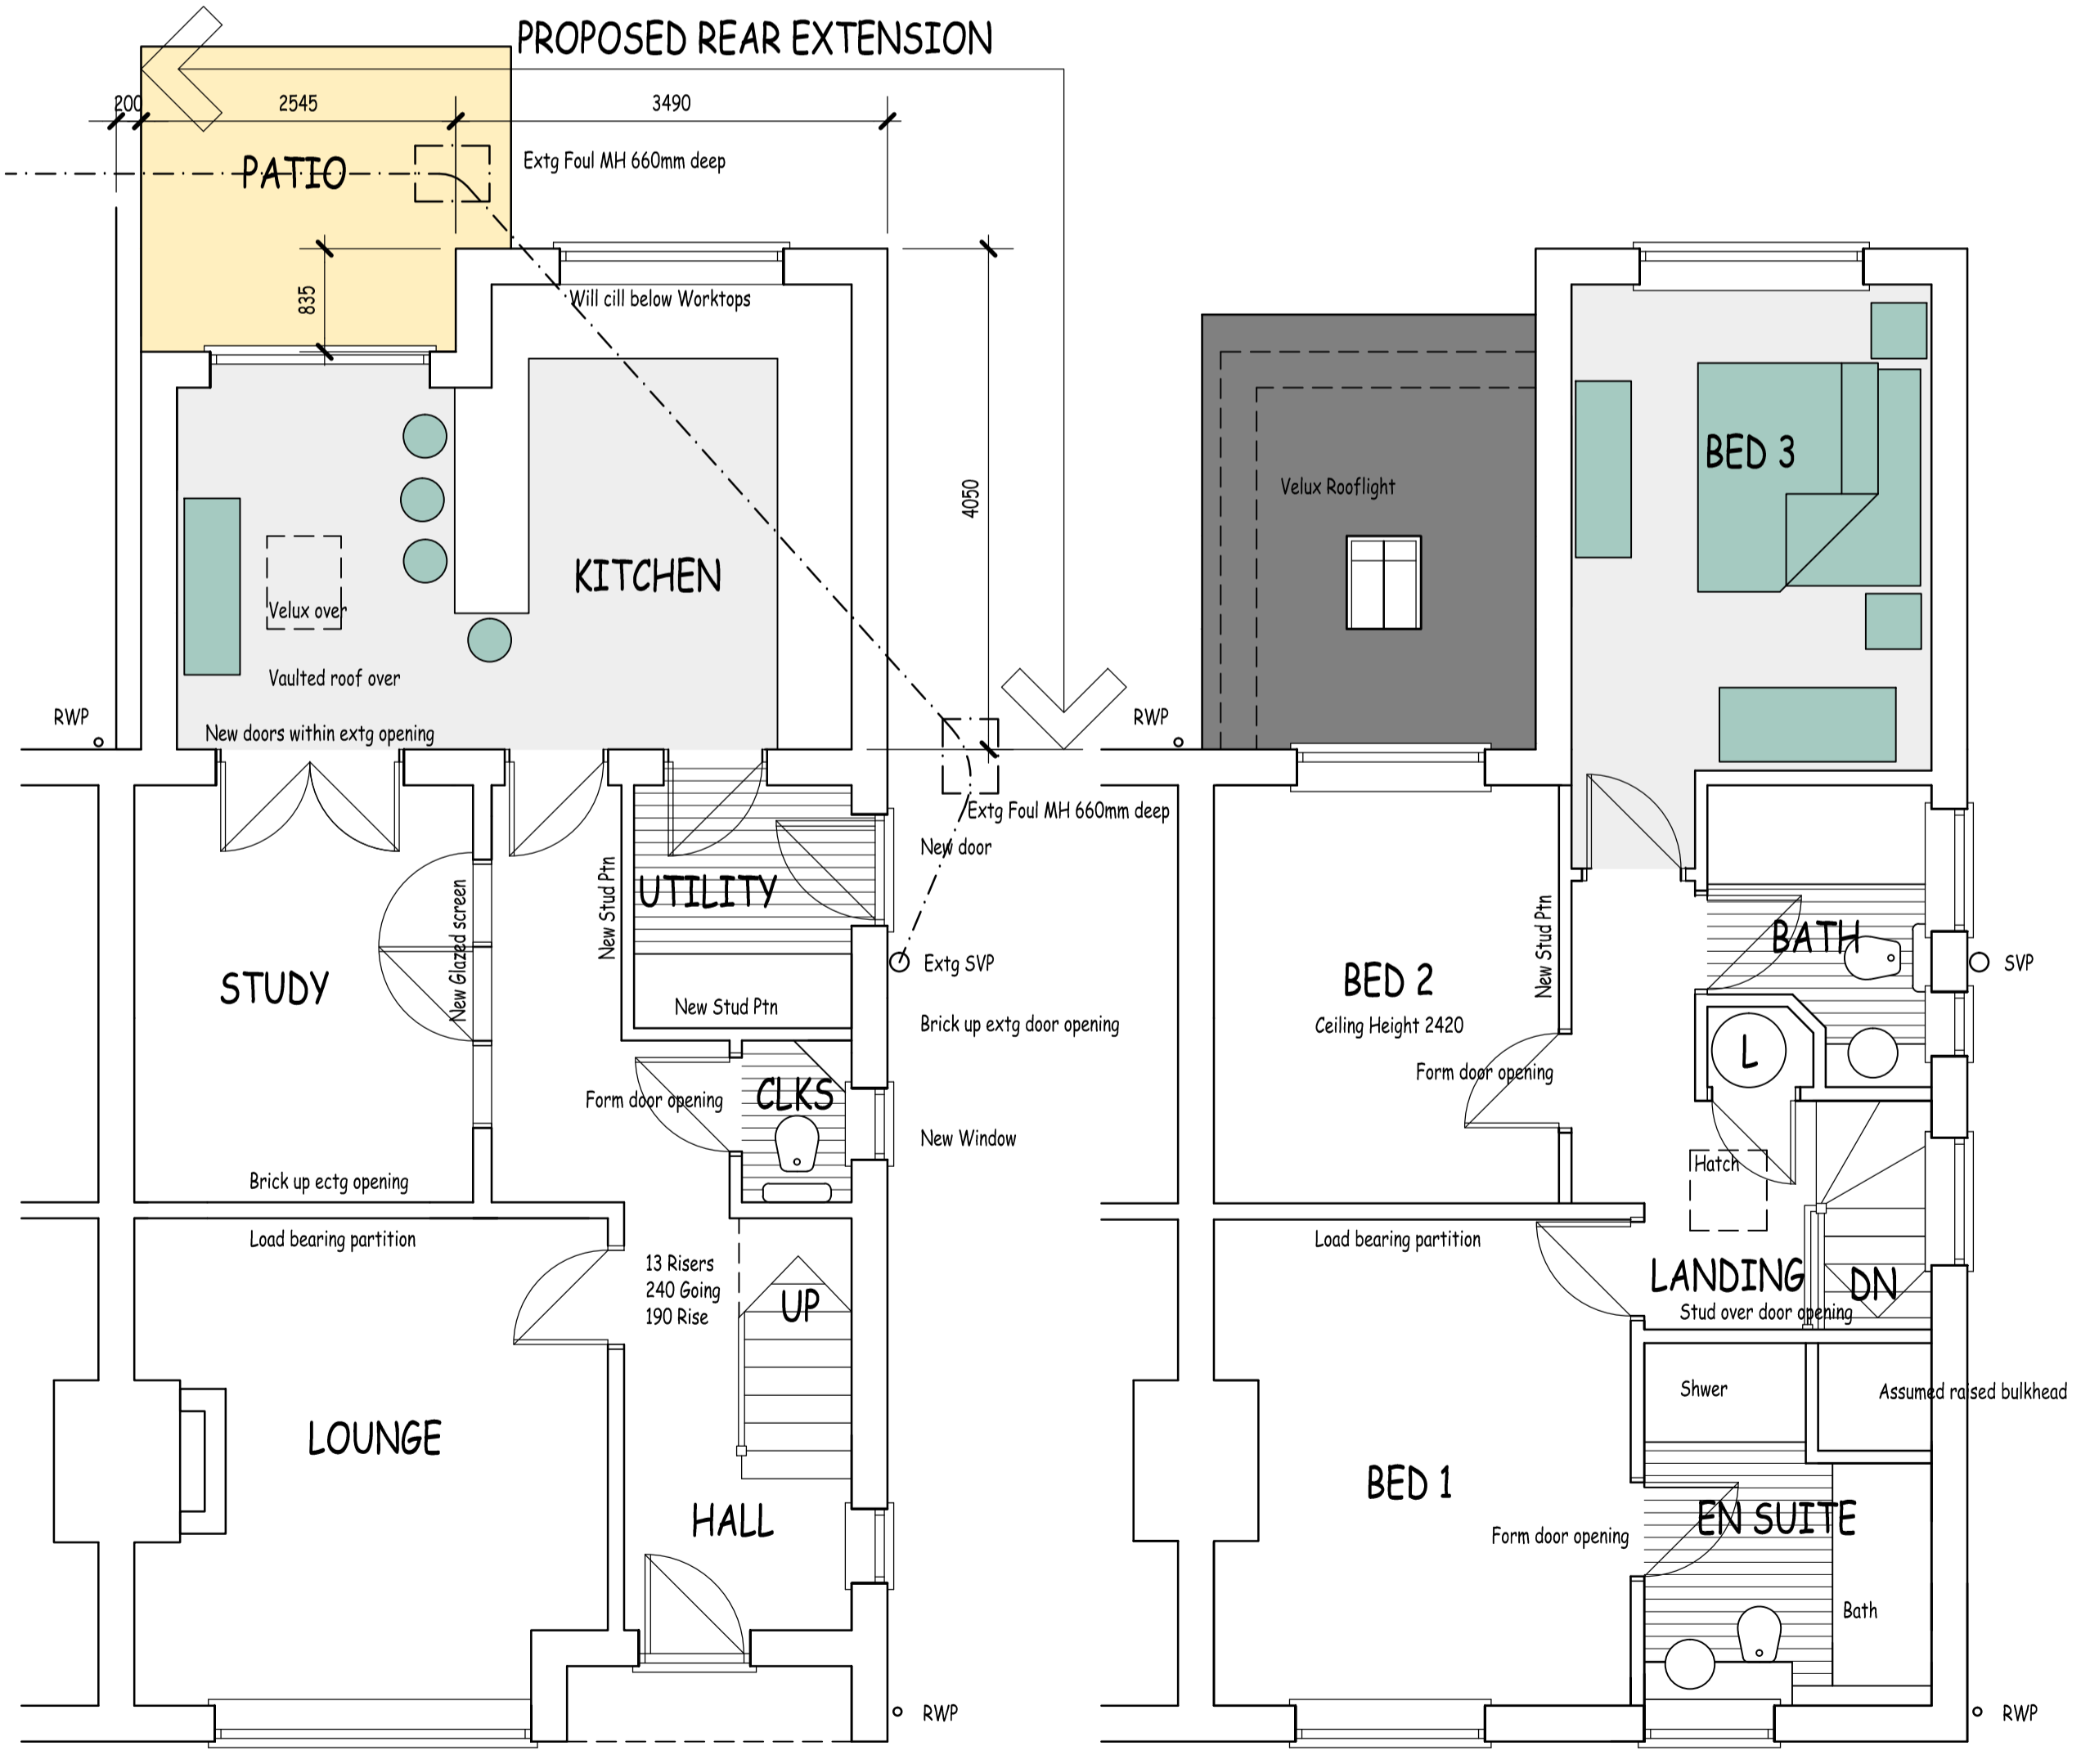 PROPOSED REAR EXTENSION
200
2545
3490
PATIO
Extg Foul MH 660mm deep
835
Will cill below Worktops
4050
KITCHEN
Velux over
Vaulted roof over
RWP
New doors within extg opening
Extg Foul MH 660mm deep
New door
UTILITY
New Stud Ptn
New Glazed screen
STUDY
Extg SVP
New Stud Ptn
Brick up extg door opening
CLKS
Form door opening
New Window
Brick up ectg opening
Load bearing partition
13 Risers
240 Going
190 Rise
UP
LOUNGE
HALL
RWP
Velux Rooflight
BED 3
RWP
BED 2
Ceiling Height 2420
New Stud Ptn
BATH
SVP
L
Form door opening
Hatch
Load bearing partition
LANDING
DN
Stud over door opening
Shwer
Assumed raised bulkhead
BED 1
EN SUITE
Form door opening
Bath
RWP